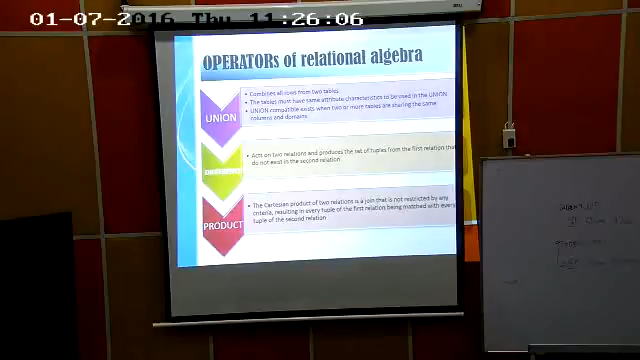 01-07-2016 Thu 11:26:06
OPERATORs of relational algebra
UNION
• Combines all rows from two tables.
• The tables must have same attribute characteristics to be used in the UNION
• UNION compatible exists when two or more tables are sharing the same
columns and domains
• Acts on two relations and produces the set of tuples from the first relation that
do not exist in the second relation
PRODUCT
• The Cartesian product of two relations is a join that is not restricted by any
criteria, resulting in every tuple of the first relation being matched with every
tuple of the second relation